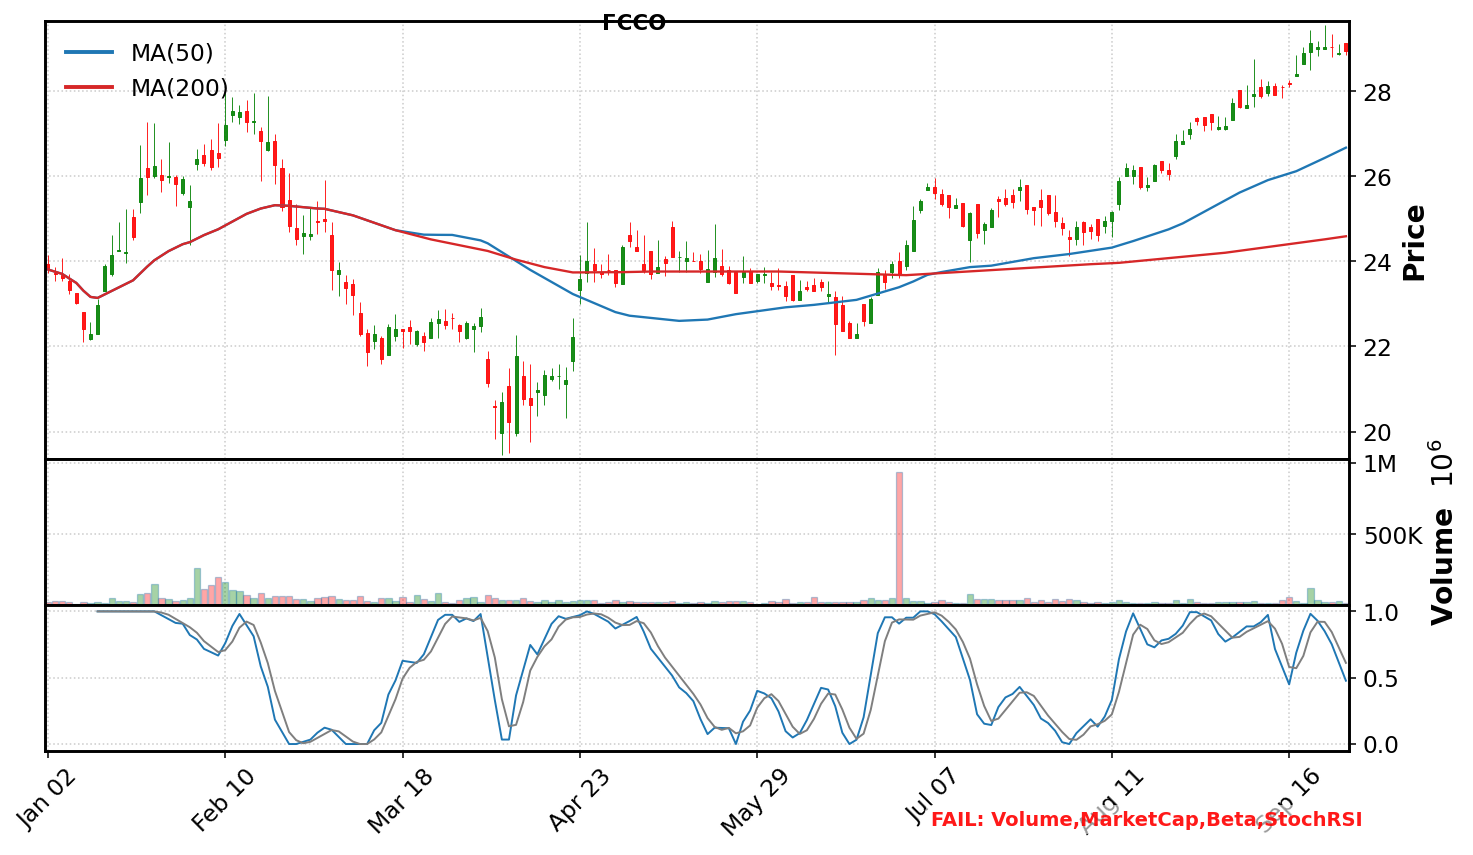 FCCO
MA(50)
MA(200)
28
26
24
22
20
Price
1M
500K
Volume 10⁶
1.0
0.5
0.0
Jan 02
Feb 10
Mar 18
Apr 23
May 29
Jul 07
Aug 11
Sep 16
FAIL: Volume,MarketCap,Beta,StochRSI